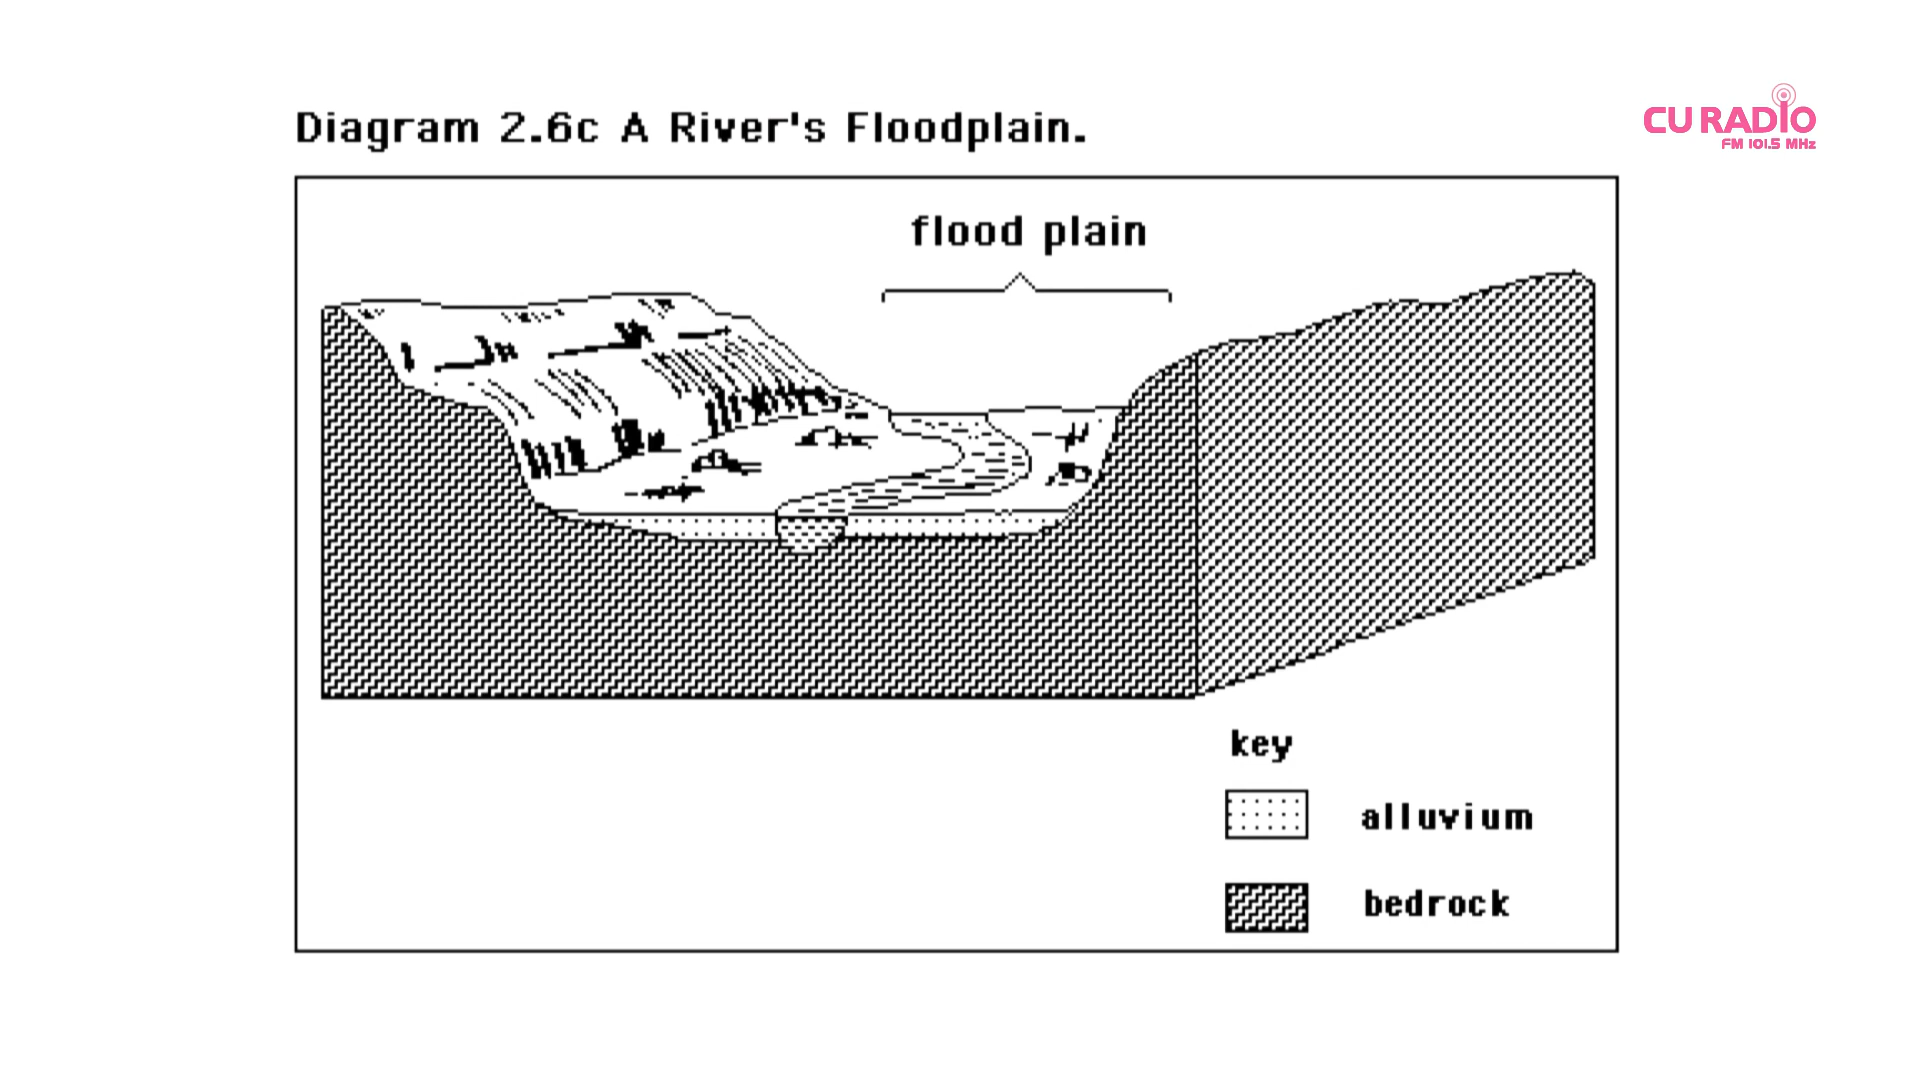 Diagram 2.6c A River's Floodplain.
CU RADIO
FM 101.5 MHz
flood plain
key
alluvium
bedrock